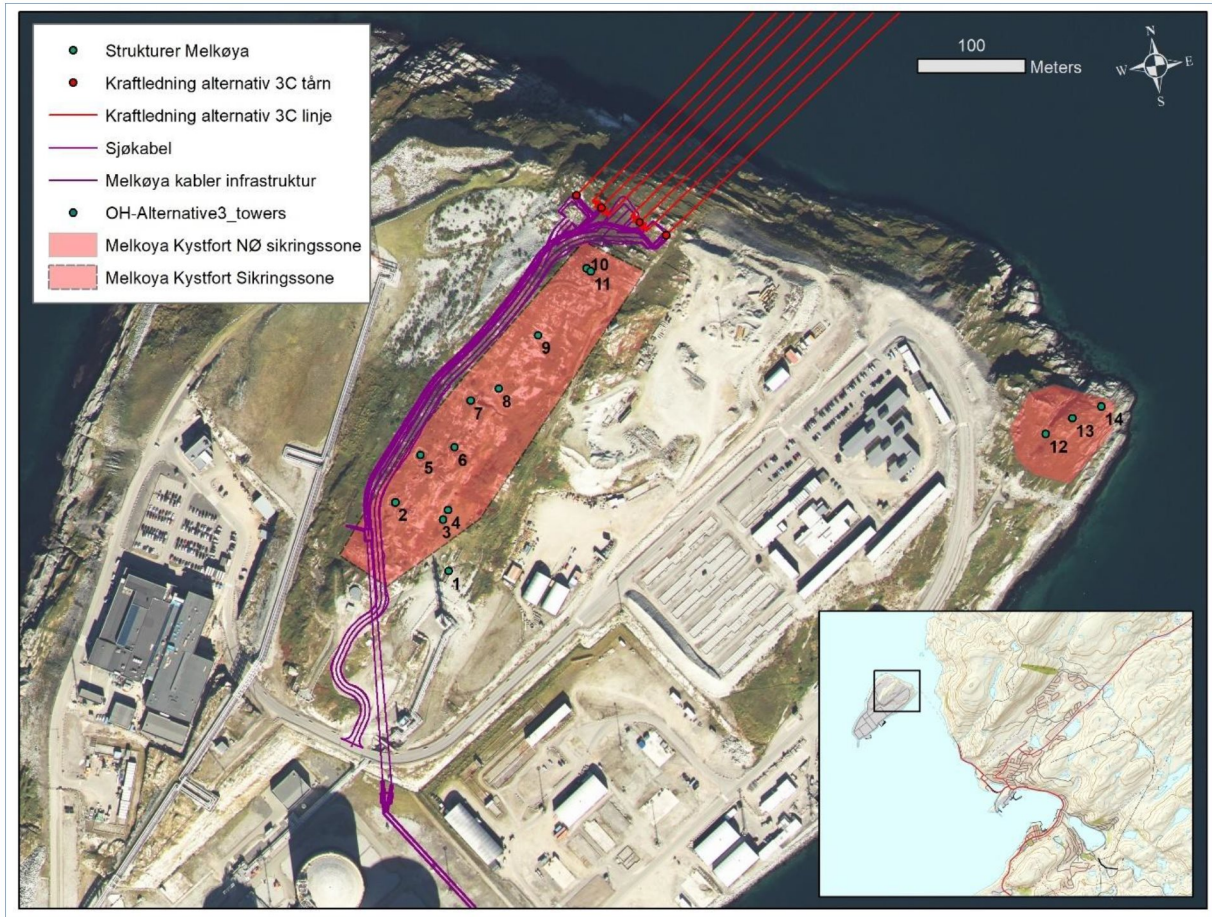 Strukturer Melkøya
Kraftledning alternativ 3C tårn
Kraftledning alternativ 3C linje
Sjøkabel
Melkøya kabler infrastruktur
OH-Alternative3_towers
Melkoya Kystfort NØ sikringssone
Melkoya Kystfort Sikringssone
100
Meters
N
W E
S
10
11
9
8
7
6
5
2
4
3
1
14
13
12